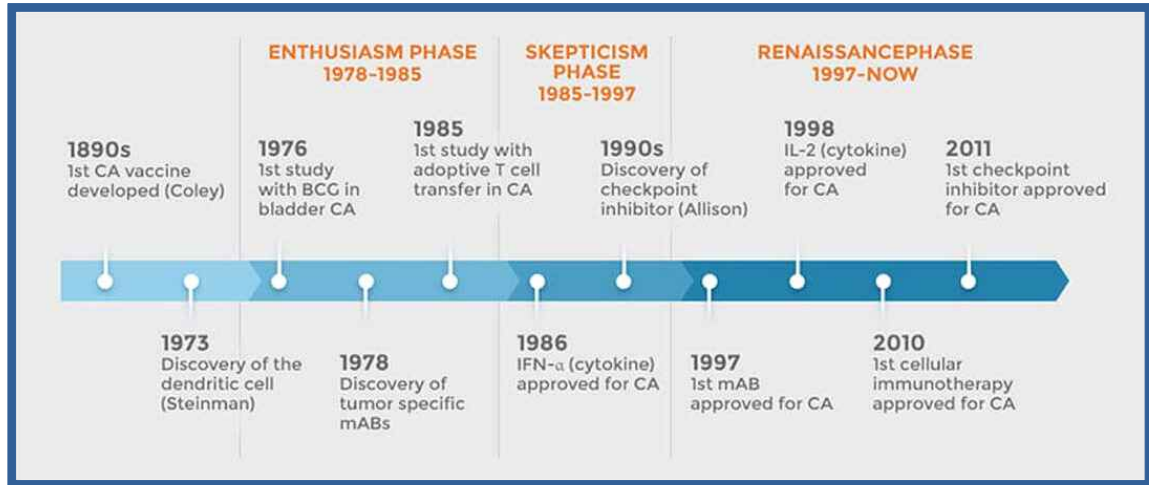 ENTHUSIASM PHASE
1978-1985
SKEPTICISM
PHASE
1985-1997
RENAISSANCEPHASE
1997-NOW
1890s
1st CA vaccine
developed (Coley)
1976
1st study
with BCG in
bladder CA
1985
1st study with
adoptive T cell
transfer in CA
1990s
Discovery of
checkpoint
inhibitor (Allison)
1998
IL-2 (cytokine)
approved
for CA
2011
1st checkpoint
inhibitor approved
for CA
1973
Discovery of the
dendritic cell
(Steinman)
1978
Discovery of
tumor specific
mABs
1986
IFN-α (cytokine)
approved for CA
1997
1st mAB
approved for CA
2010
1st cellular
immunotherapy
approved for CA